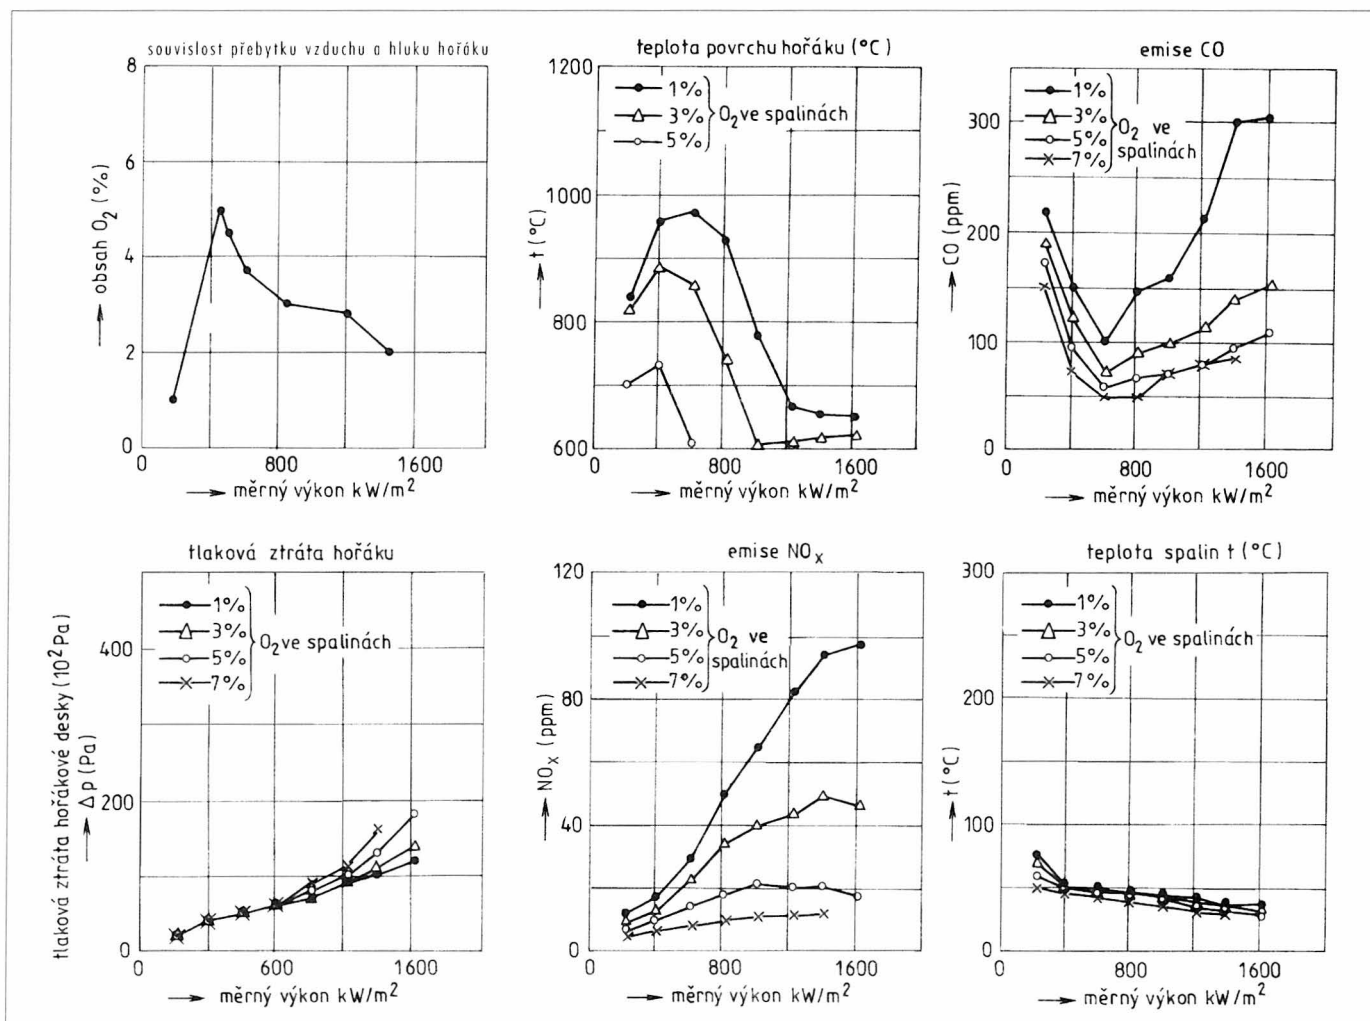 souvislost přebytku vzduchu a hluku hořáku
8
6
4
2
0
→ obsah O₂ (%)
0 800 1600
→ měrný výkon kW/m²
teplota povrchu hořáku (°C)
1200
1000
800
600
→ t (°C)
1%
3%
5%
O₂ ve spalinách
0 800 1600
→ měrný výkon kW/m²
emise CO
300
200
100
0
→ CO (ppm)
1%
3%
5%
7%
O₂ ve
spalinách
0 800 1600
→ měrný výkon kW/m²
tlaková ztráta hořáku
400
200
0
tlaková ztráta hořákové desky (10²Pa)
→ Δp (Pa)
1%
3%
5%
7%
O₂ ve spalinách
0 600 1600
→ měrný výkon kW/m²
emise NOₓ
120
80
40
0
→ NOₓ (ppm)
1%
3%
5%
7%
O₂ ve
spalinách
0 800 1600
→ měrný výkon kW/m²
teplota spalin t (°C)
300
200
100
0
→ t (°C)
1%
3%
5%
7%
O₂ ve spalinách
0 800 1600
→ měrný výkon kW/m²